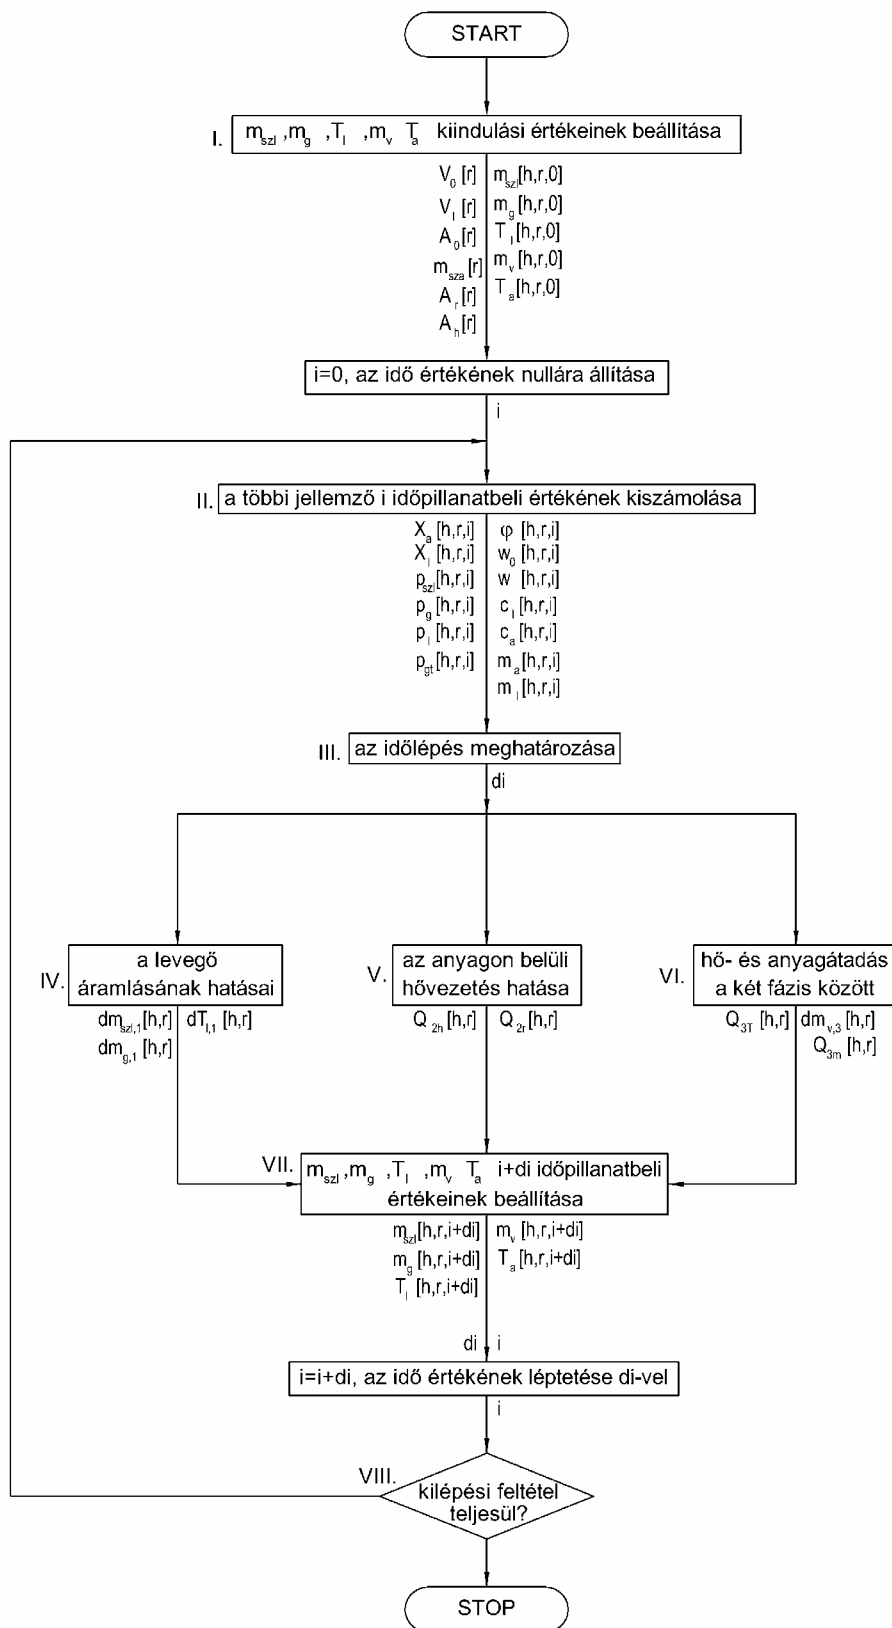 START
I. m_szl ,m_g ,T_l ,m_v T_a kiindulási értékeinek beállítása
V_0 [r] m_szl[h,r,0]
V_l [r] m_g [h,r,0]
A_0 [r] T_l [h,r,0]
m_sza [r] m_v [h,r,0]
A_r [r] T_a [h,r,0]
A_h [r]
i=0, az idő értékének nullára állítása
i
II. a többi jellemző i időpillanatbeli értékének kiszámolása
X_a [h,r,i] φ [h,r,i]
X_l [h,r,i] w_0 [h,r,i]
p_szl[h,r,i] w [h,r,i]
p_g [h,r,i] c_l [h,r,i]
p_l [h,r,i] c_a [h,r,i]
p_gt [h,r,i] m_a [h,r,i]
m_l [h,r,i]
III. az időlépés meghatározása
di
IV. a levegő
áramlásának hatásai
dm_szl,1 [h,r] dT_l,1 [h,r]
dm_g,1 [h,r]
V. az anyagon belüli
hővezetés hatása
Q_2h [h,r] Q_2r [h,r]
VI. hő- és anyagátadás
a két fázis között
Q_3T [h,r] dm_v,3 [h,r]
Q_3m [h,r]
VII. m_szl ,m_g ,T_l ,m_v T_a i+di időpillanatbeli
értékeinek beállítása
m_szl[h,r,i+di] m_v [h,r,i+di]
m_g [h,r,i+di] T_a [h,r,i+di]
T_l [h,r,i+di]
di i
i=i+di, az idő értékének léptetése di-vel
i
VIII. kilépési feltétel
teljesül?
STOP